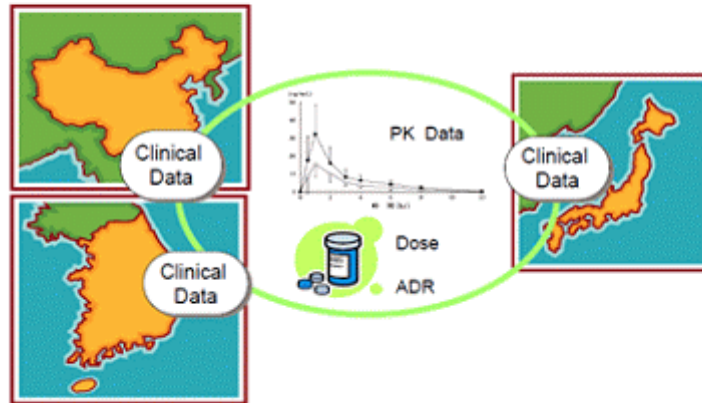 Clinical
Data
PK Data
Clinical
Data
Dose
Clinical
Data
ADR